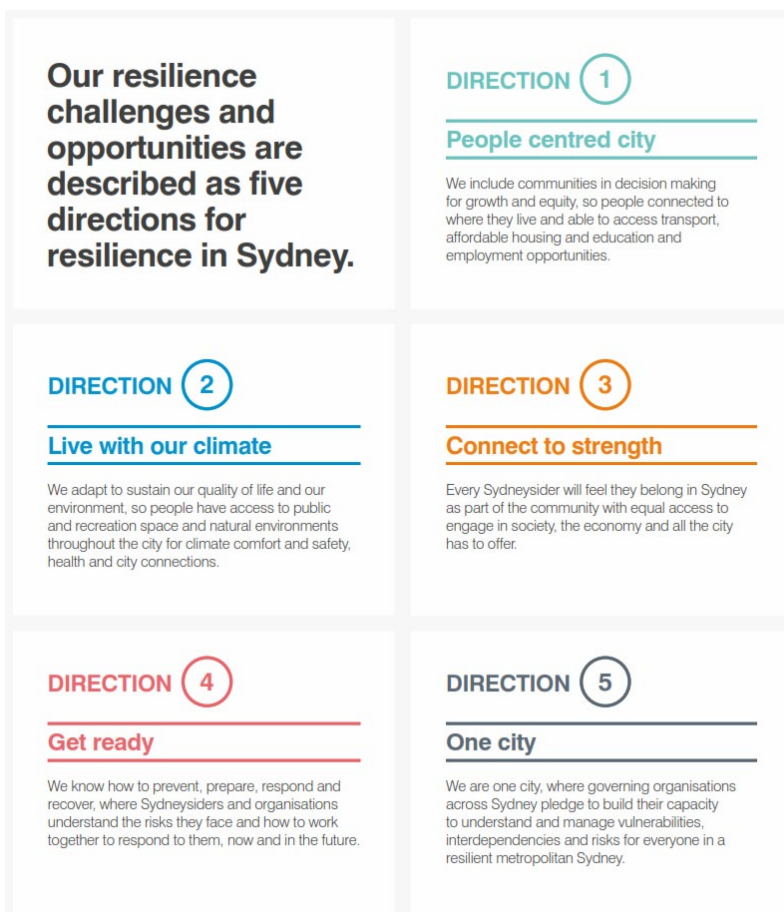 Our resilience
challenges and
opportunities are
described as five
directions for
resilience in Sydney.
DIRECTION 1
People centred city
We include communities in decision making
for growth and equity, so people connected to
where they live and able to access transport,
affordable housing and education and
employment opportunities.
DIRECTION 2
Live with our climate
We adapt to sustain our quality of life and our
environment, so people have access to public
and recreation space and natural environments
throughout the city for climate comfort and safety,
health and city connections.
DIRECTION 3
Connect to strength
Every Sydneysider will feel they belong in Sydney
as part of the community with equal access to
engage in society, the economy and all the city
has to offer.
DIRECTION 4
Get ready
We know how to prevent, prepare, respond and
recover, where Sydneysiders and organisations
understand the risks they face and how to work
together to respond to them, now and in the future.
DIRECTION 5
One city
We are one city, where governing organisations
across Sydney pledge to build their capacity
to understand and manage vulnerabilities,
interdependencies and risks for everyone in a
resilient metropolitan Sydney.